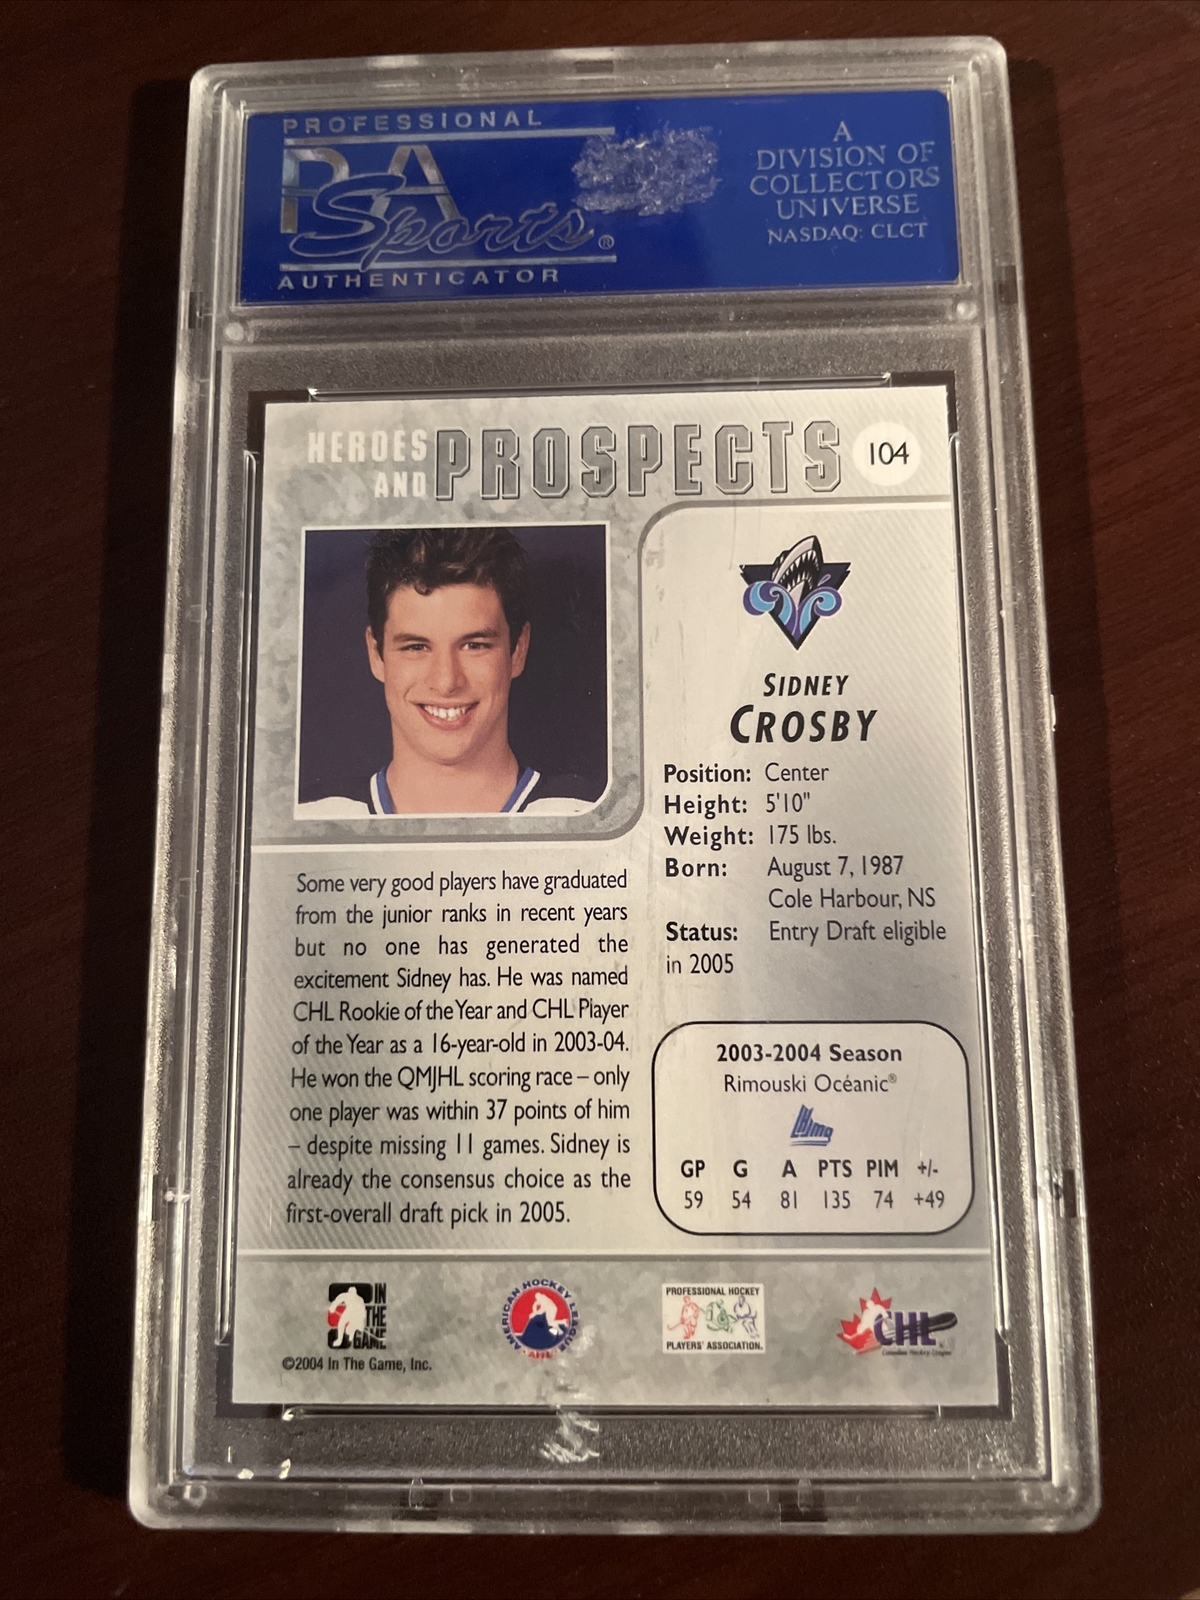 PROFESSIONAL
PSA
Sports®
AUTHENTICATOR
A
DIVISION OF
COLLECTORS
UNIVERSE
NASDAQ: CLCT
HEROES
AND PROSPECTS
104
SIDNEY
CROSBY
Position: Center
Height: 5'10"
Weight: 175 lbs.
Born: August 7, 1987
Cole Harbour, NS
Status: Entry Draft eligible
in 2005
Some very good players have graduated
from the junior ranks in recent years
but no one has generated the
excitement Sidney has. He was named
CHL Rookie of the Year and CHL Player
of the Year as a 16-year-old in 2003-04.
He won the QMJHL scoring race – only
one player was within 37 points of him
– despite missing 11 games. Sidney is
already the consensus choice as the
first-overall draft pick in 2005.
2003-2004 Season
Rimouski Océanic®
LHJMQ
GP G A PTS PIM +/-
59 54 81 135 74 +49
IN
THE
GAME
©2004 In The Game, Inc.
AMERICAN HOCKEY LEAGUE
AHL
PROFESSIONAL HOCKEY
PLAYERS' ASSOCIATION.
CHL
Canadian Hockey League